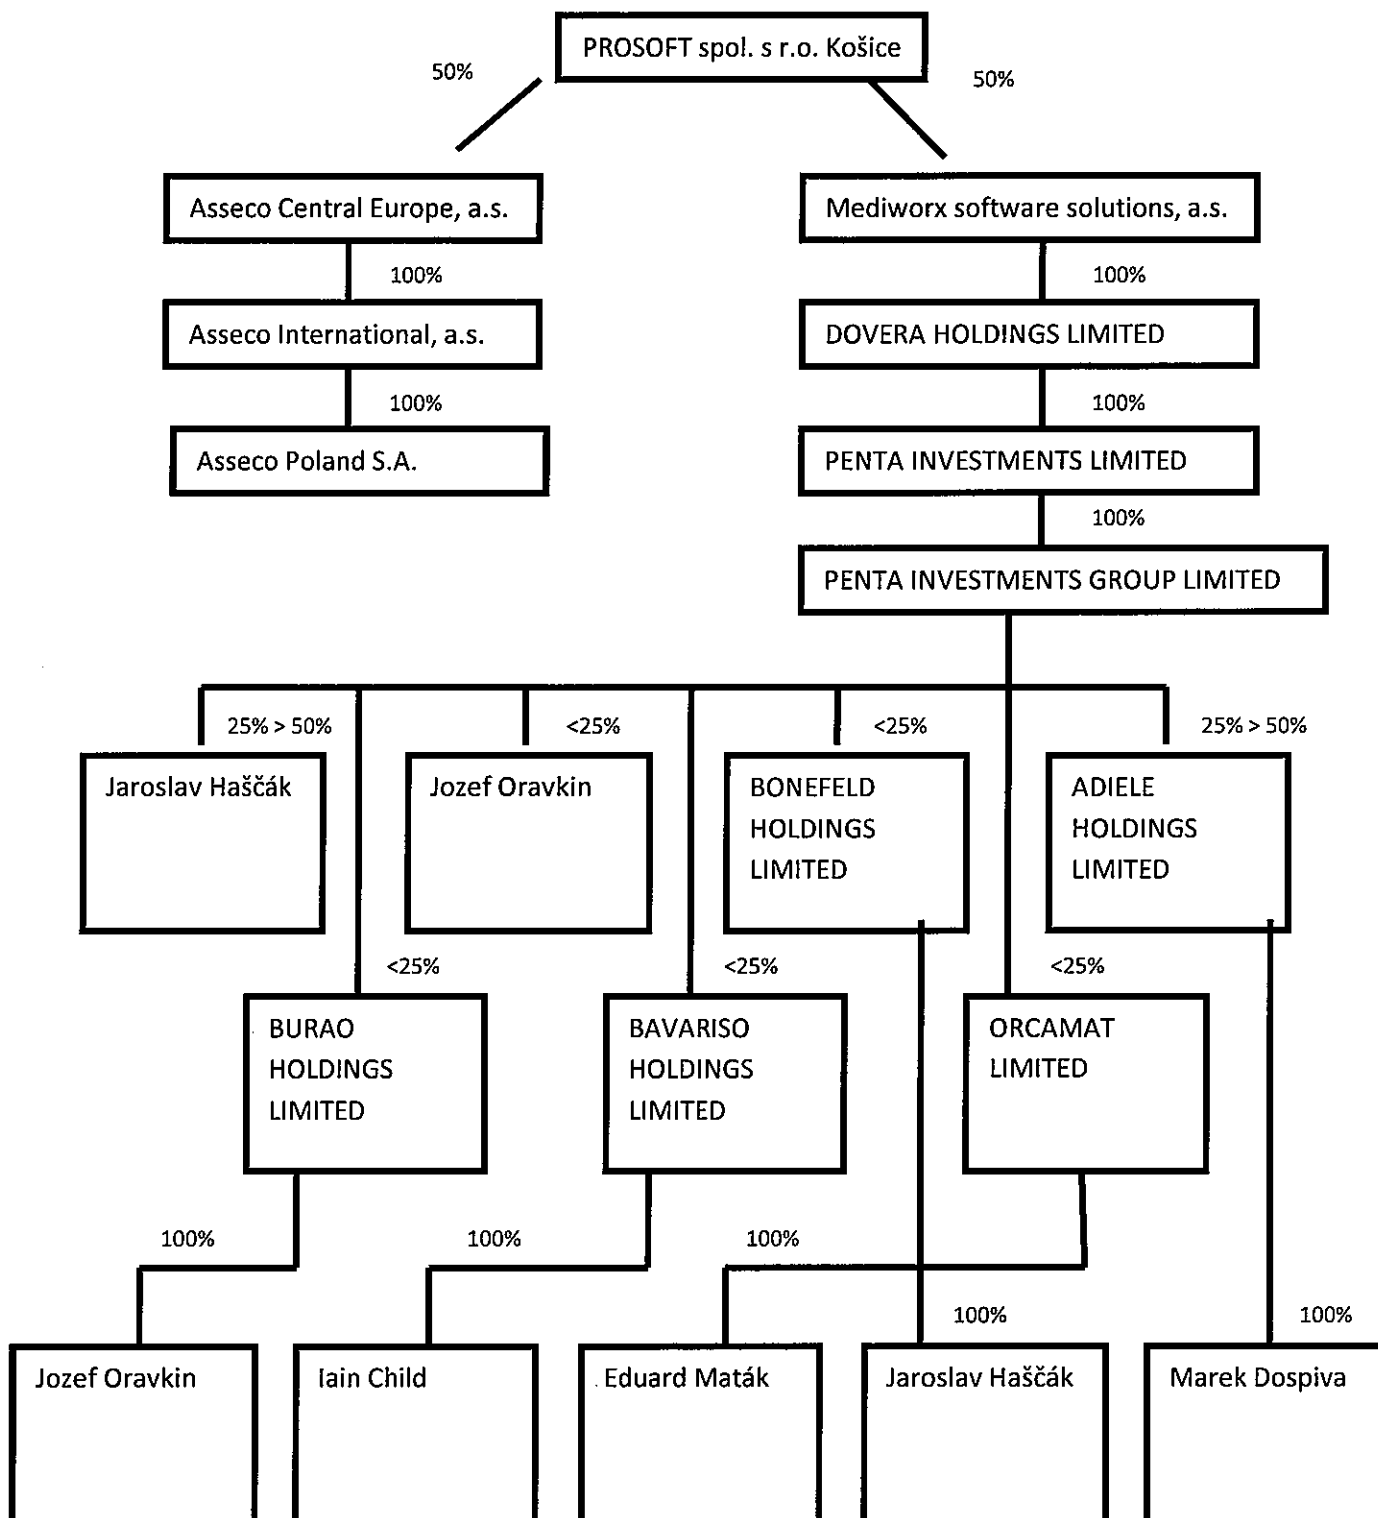 PROSOFT spol. s r.o. Košice
50%
50%
Asseco Central Europe, a.s.
Mediworx software solutions, a.s.
100%
100%
Asseco International, a.s.
DOVERA HOLDINGS LIMITED
100%
100%
Asseco Poland S.A.
PENTA INVESTMENTS LIMITED
100%
PENTA INVESTMENTS GROUP LIMITED
25% > 50%
<25%
<25%
25% > 50%
Jaroslav Haščák
Jozef Oravkin
BONEFELD
HOLDINGS
LIMITED
ADIELE
HOLDINGS
LIMITED
<25%
<25%
<25%
BURAO
HOLDINGS
LIMITED
BAVARISO
HOLDINGS
LIMITED
ORCAMAT
LIMITED
100%
100%
100%
100%
100%
Jozef Oravkin
Iain Child
Eduard Maták
Jaroslav Haščák
Marek Dospiva